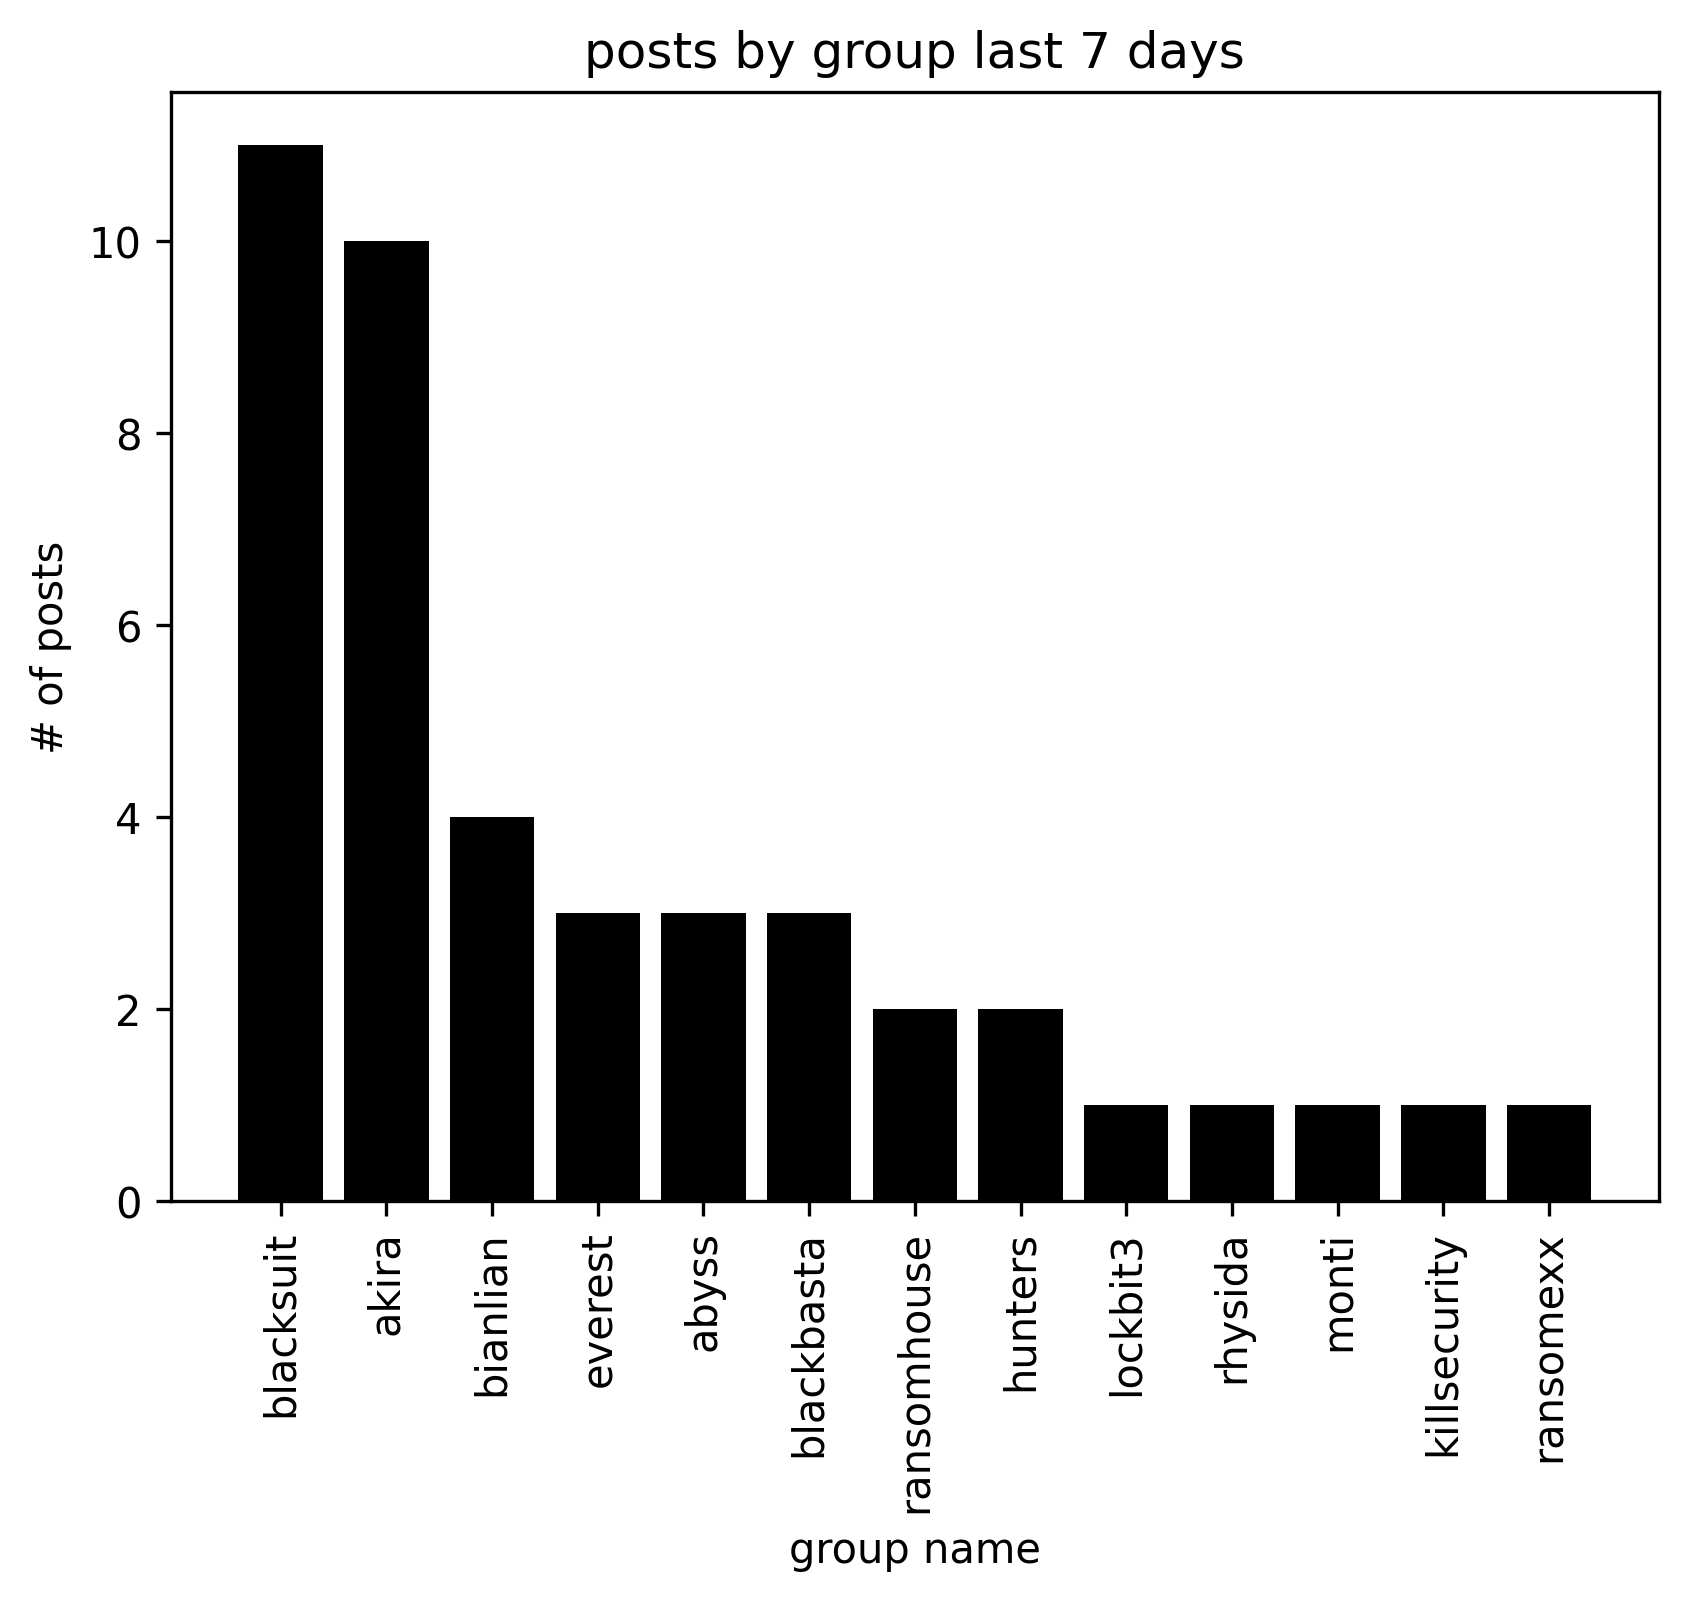 posts by group last 7 days
# of posts
10
8
6
4
2
0
blacksuit
akira
bianlian
everest
abyss
blackbasta
ransomhouse
hunters
lockbit3
rhysida
monti
killsecurity
ransomexx
group name